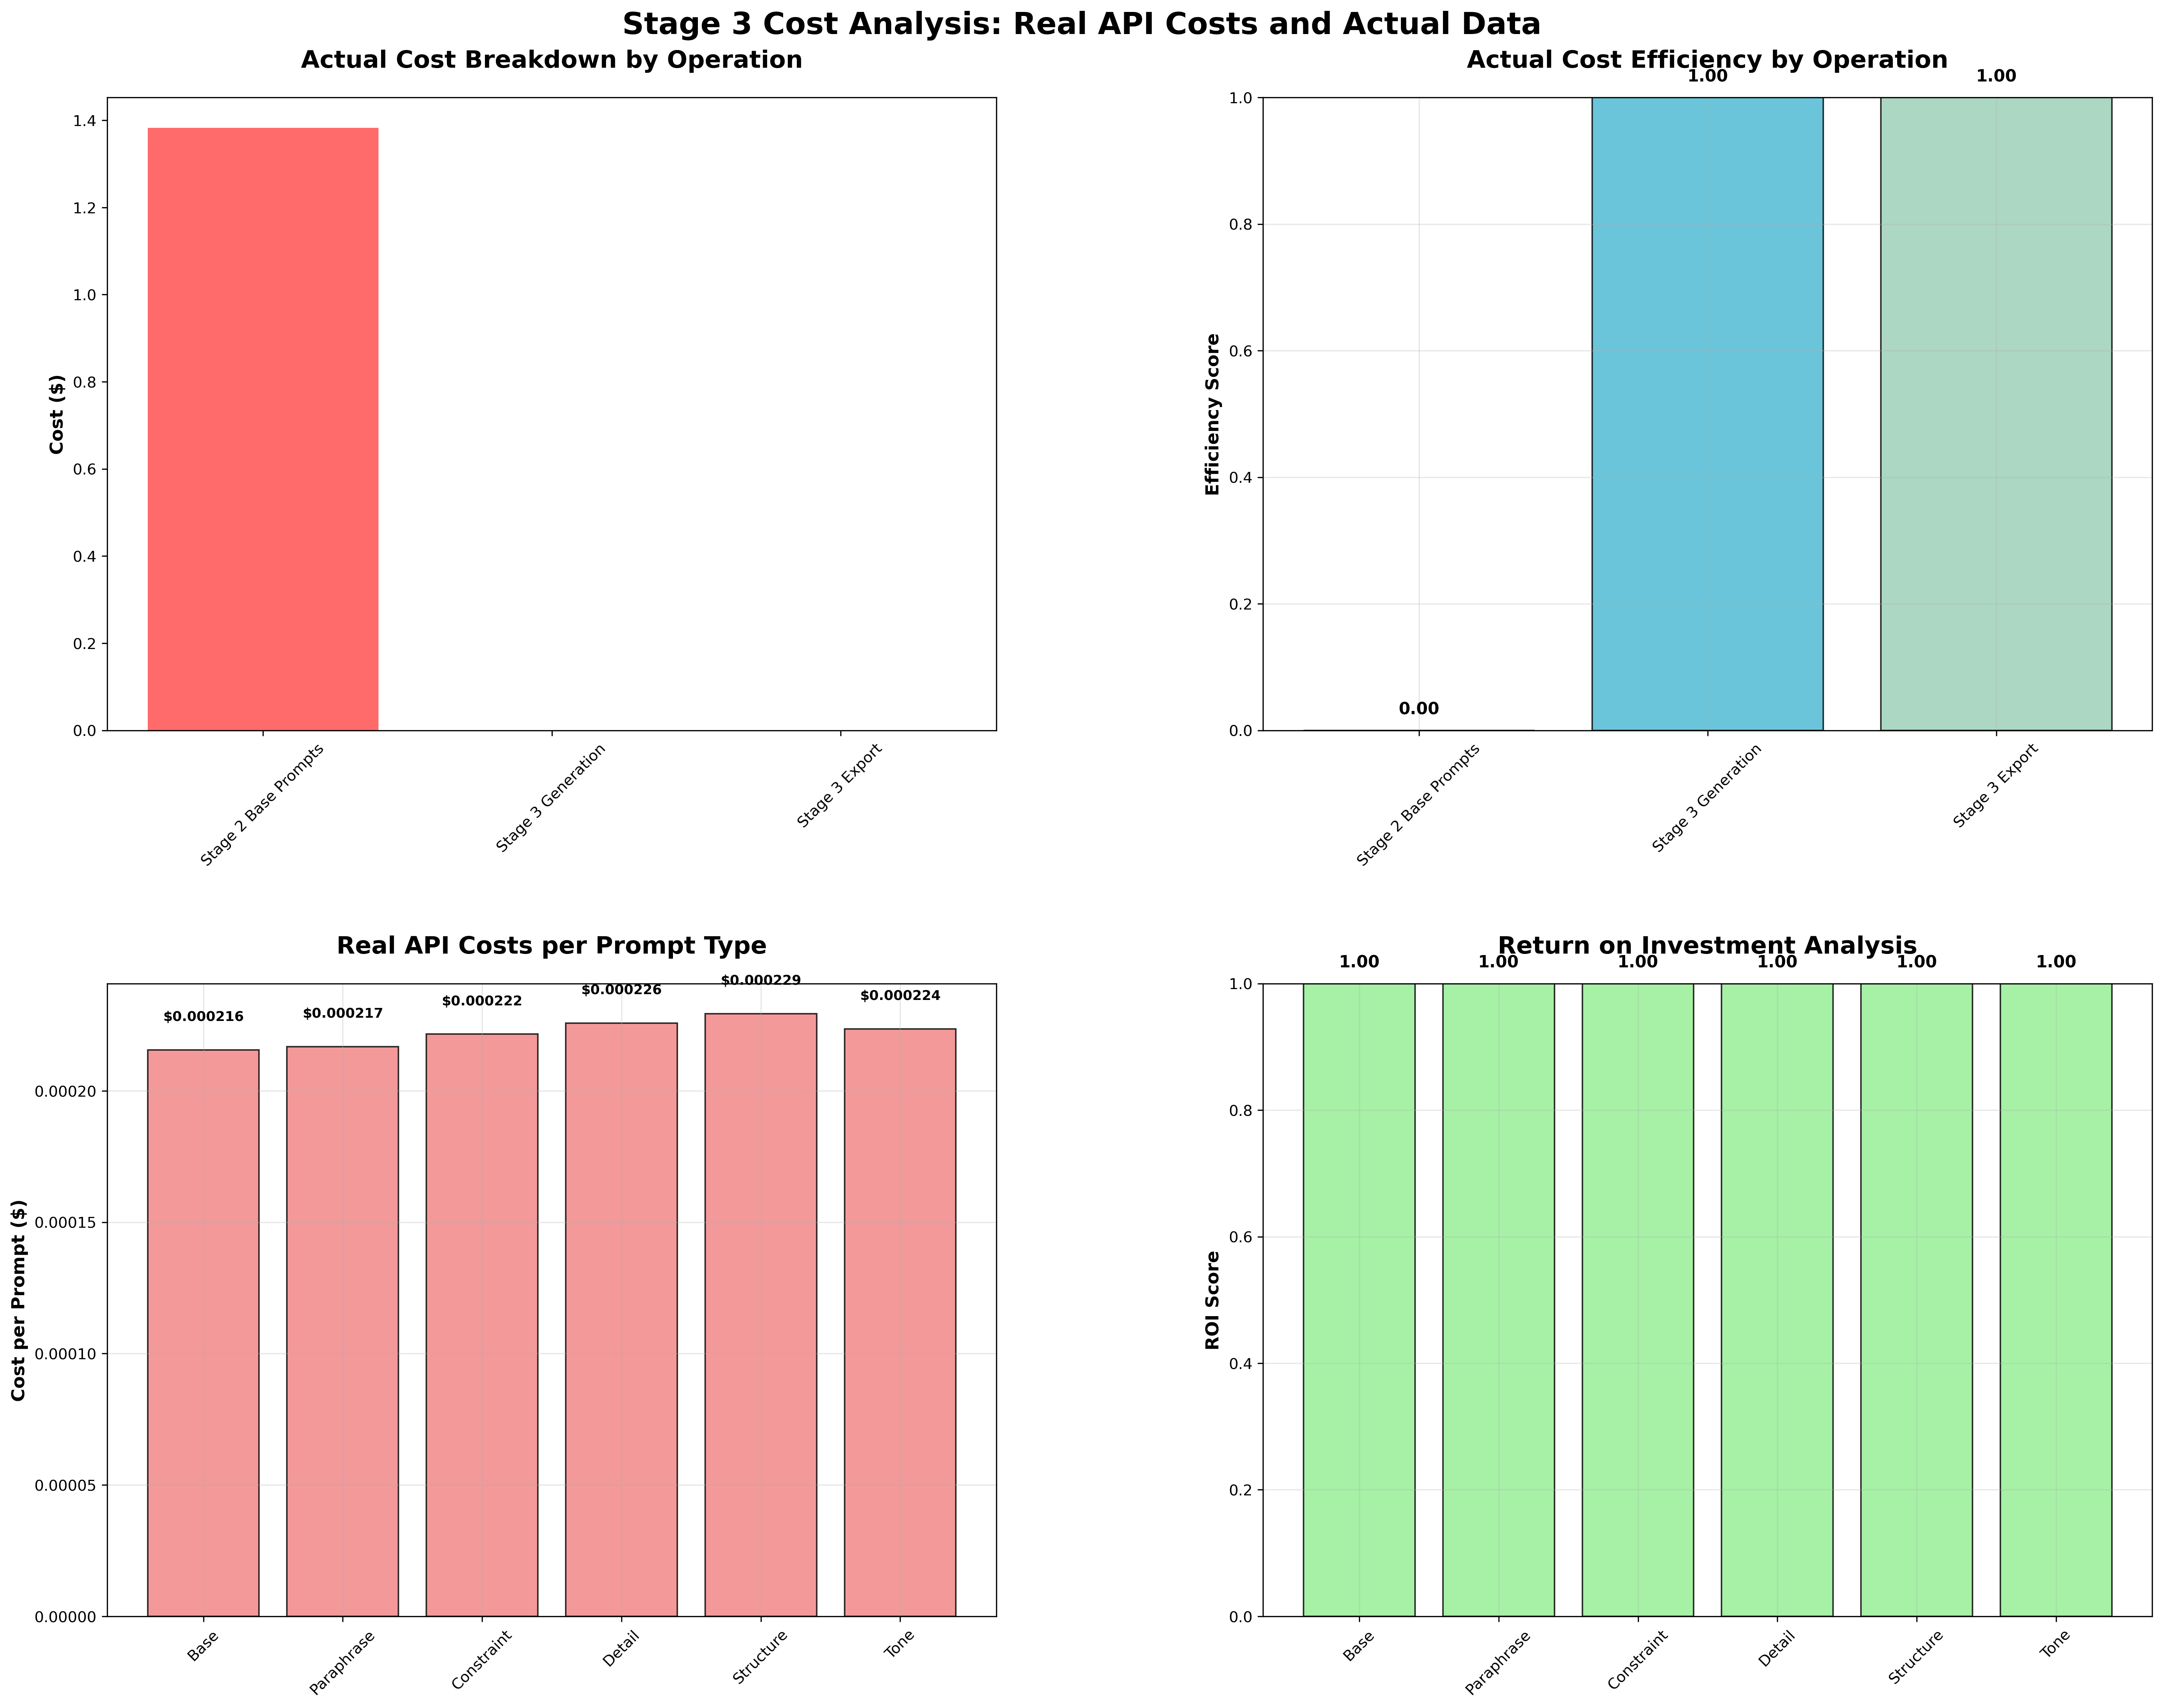 Stage 3 Cost Analysis: Real API Costs and Actual Data
Actual Cost Breakdown by Operation
1.4
1.2
1.0
0.8
0.6
0.4
0.2
0.0
Cost ($)
Stage 2 Base Prompts
Stage 3 Generation
Stage 3 Export
Actual Cost Efficiency by Operation
1.00
1.00
0.00
1.0
0.8
0.6
0.4
0.2
0.0
Efficiency Score
Stage 2 Base Prompts
Stage 3 Generation
Stage 3 Export
Real API Costs per Prompt Type
$0.000216
$0.000217
$0.000222
$0.000226
$0.000229
$0.000224
0.00020
0.00015
0.00010
0.00005
0.00000
Cost per Prompt ($)
Base
Paraphrase
Constraint
Detail
Structure
Tone
Return on Investment Analysis
1.00
1.00
1.00
1.00
1.00
1.00
1.0
0.8
0.6
0.4
0.2
0.0
ROI Score
Base
Paraphrase
Constraint
Detail
Structure
Tone